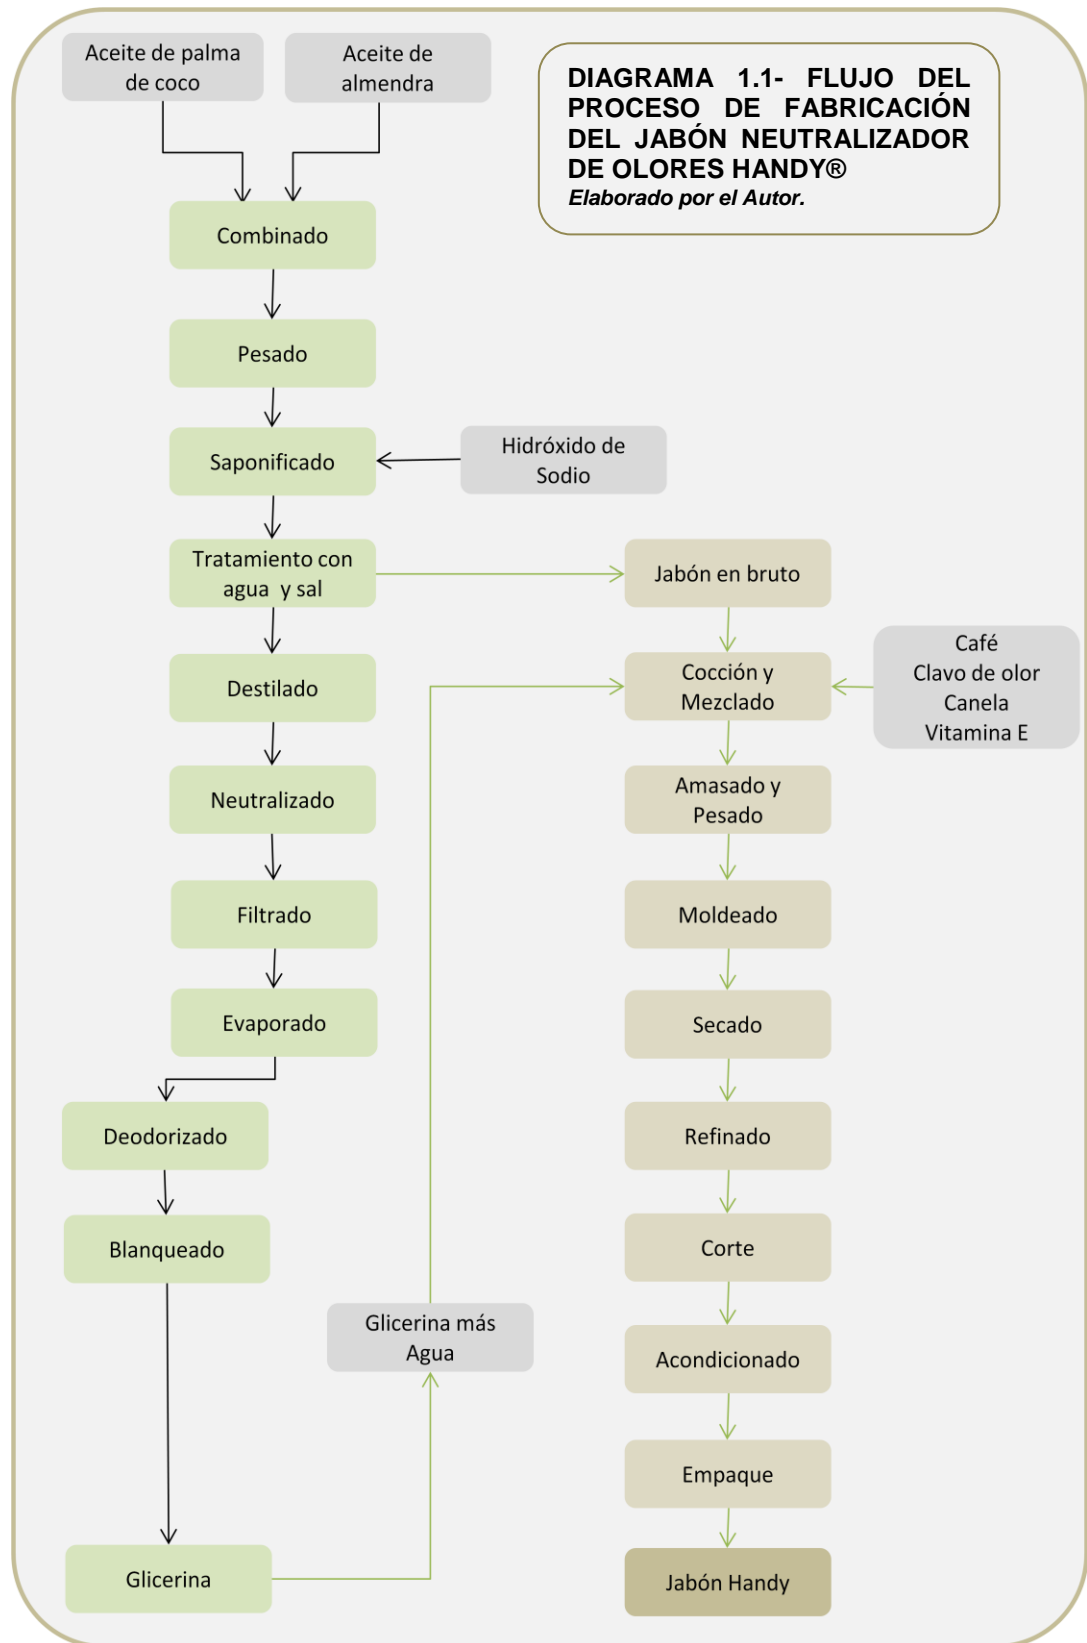 Aceite de palma
de coco
Aceite de
almendra
DIAGRAMA 1.1- FLUJO DEL
PROCESO DE FABRICACIÓN
DEL JABÓN NEUTRALIZADOR
DE OLORES HANDY®
Elaborado por el Autor.
Combinado
Pesado
Saponificado
Hidróxido de
Sodio
Tratamiento con
agua y sal
Jabón en bruto
Destilado
Cocción y
Mezclado
Café
Clavo de olor
Canela
Vitamina E
Neutralizado
Amasado y
Pesado
Filtrado
Moldeado
Evaporado
Secado
Deodorizado
Refinado
Blanqueado
Corte
Glicerina más
Agua
Acondicionado
Empaque
Glicerina
Jabón Handy